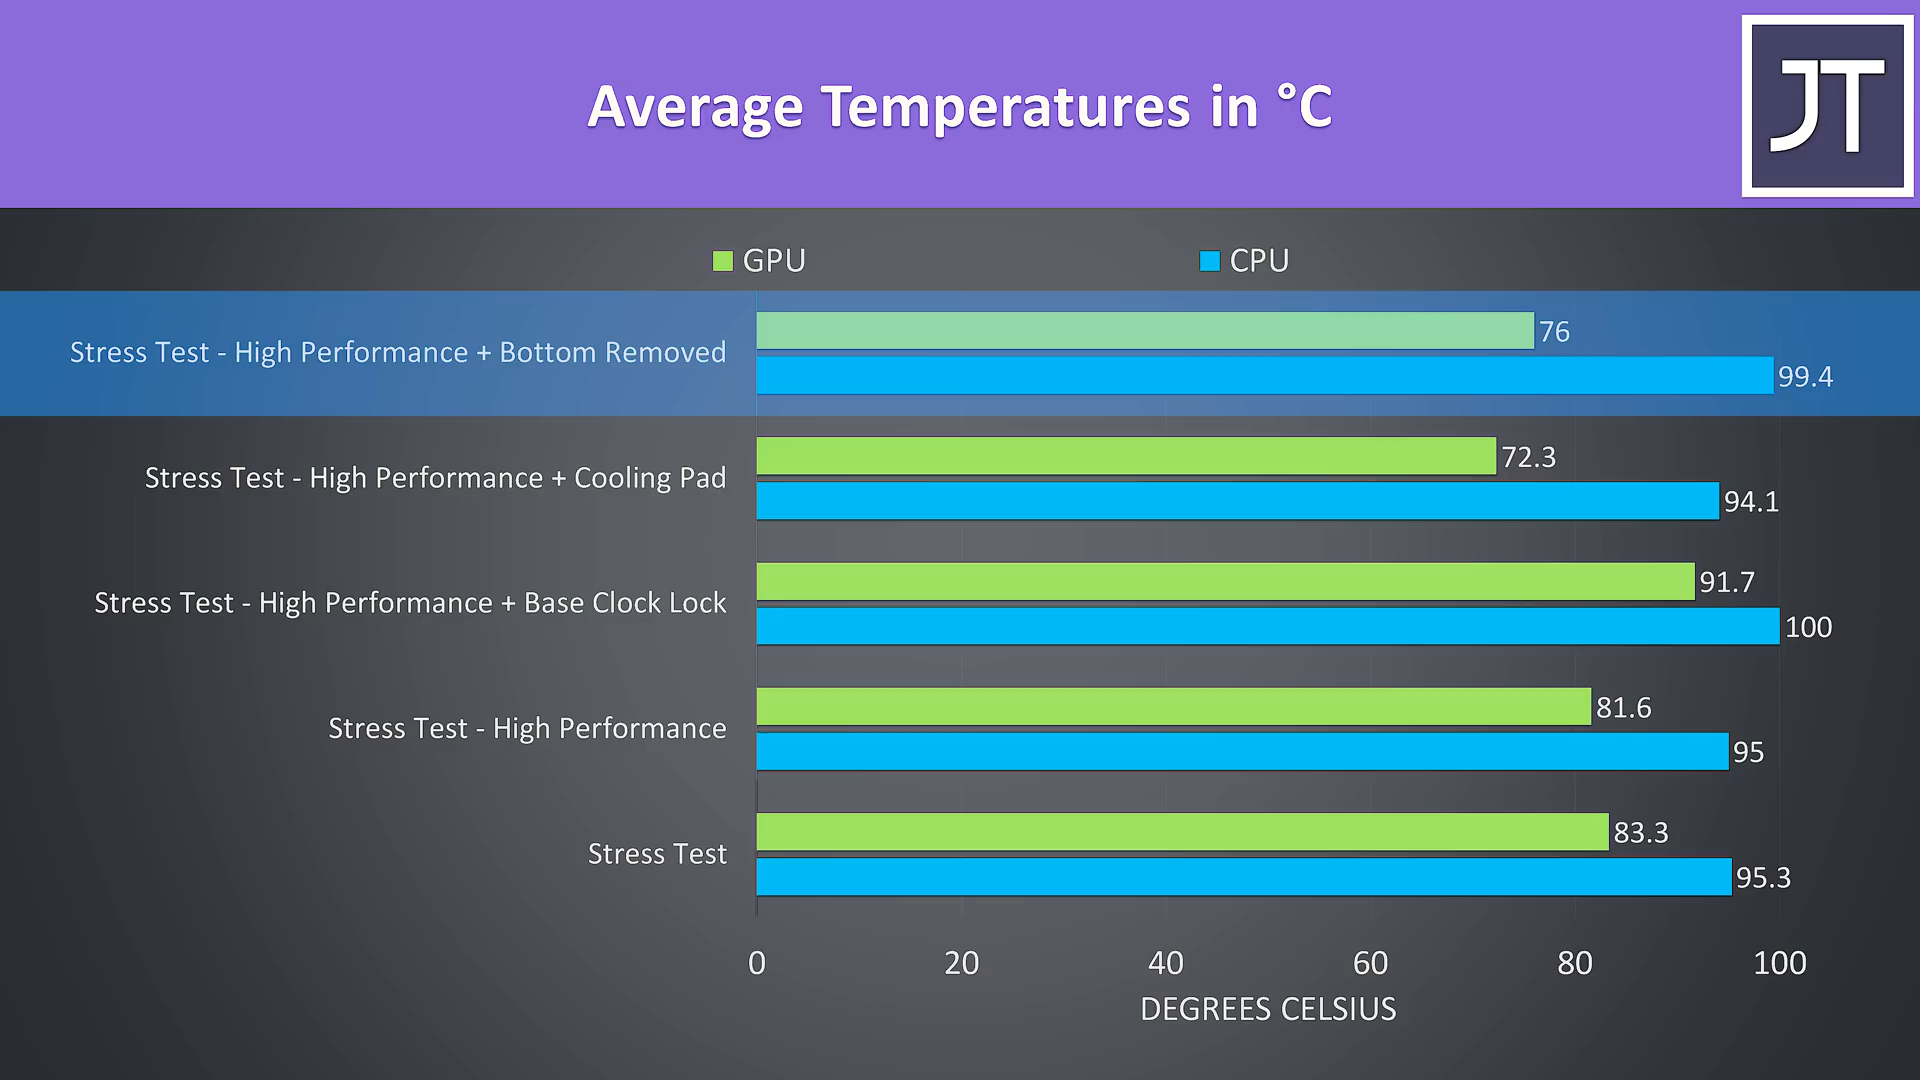 Average Temperatures in °C
JT
GPU
CPU
Stress Test - High Performance + Bottom Removed
76
99.4
Stress Test - High Performance + Cooling Pad
72.3
94.1
Stress Test - High Performance + Base Clock Lock
91.7
100
Stress Test - High Performance
81.6
95
Stress Test
83.3
95.3
0 20 40 60 80 100
DEGREES CELSIUS